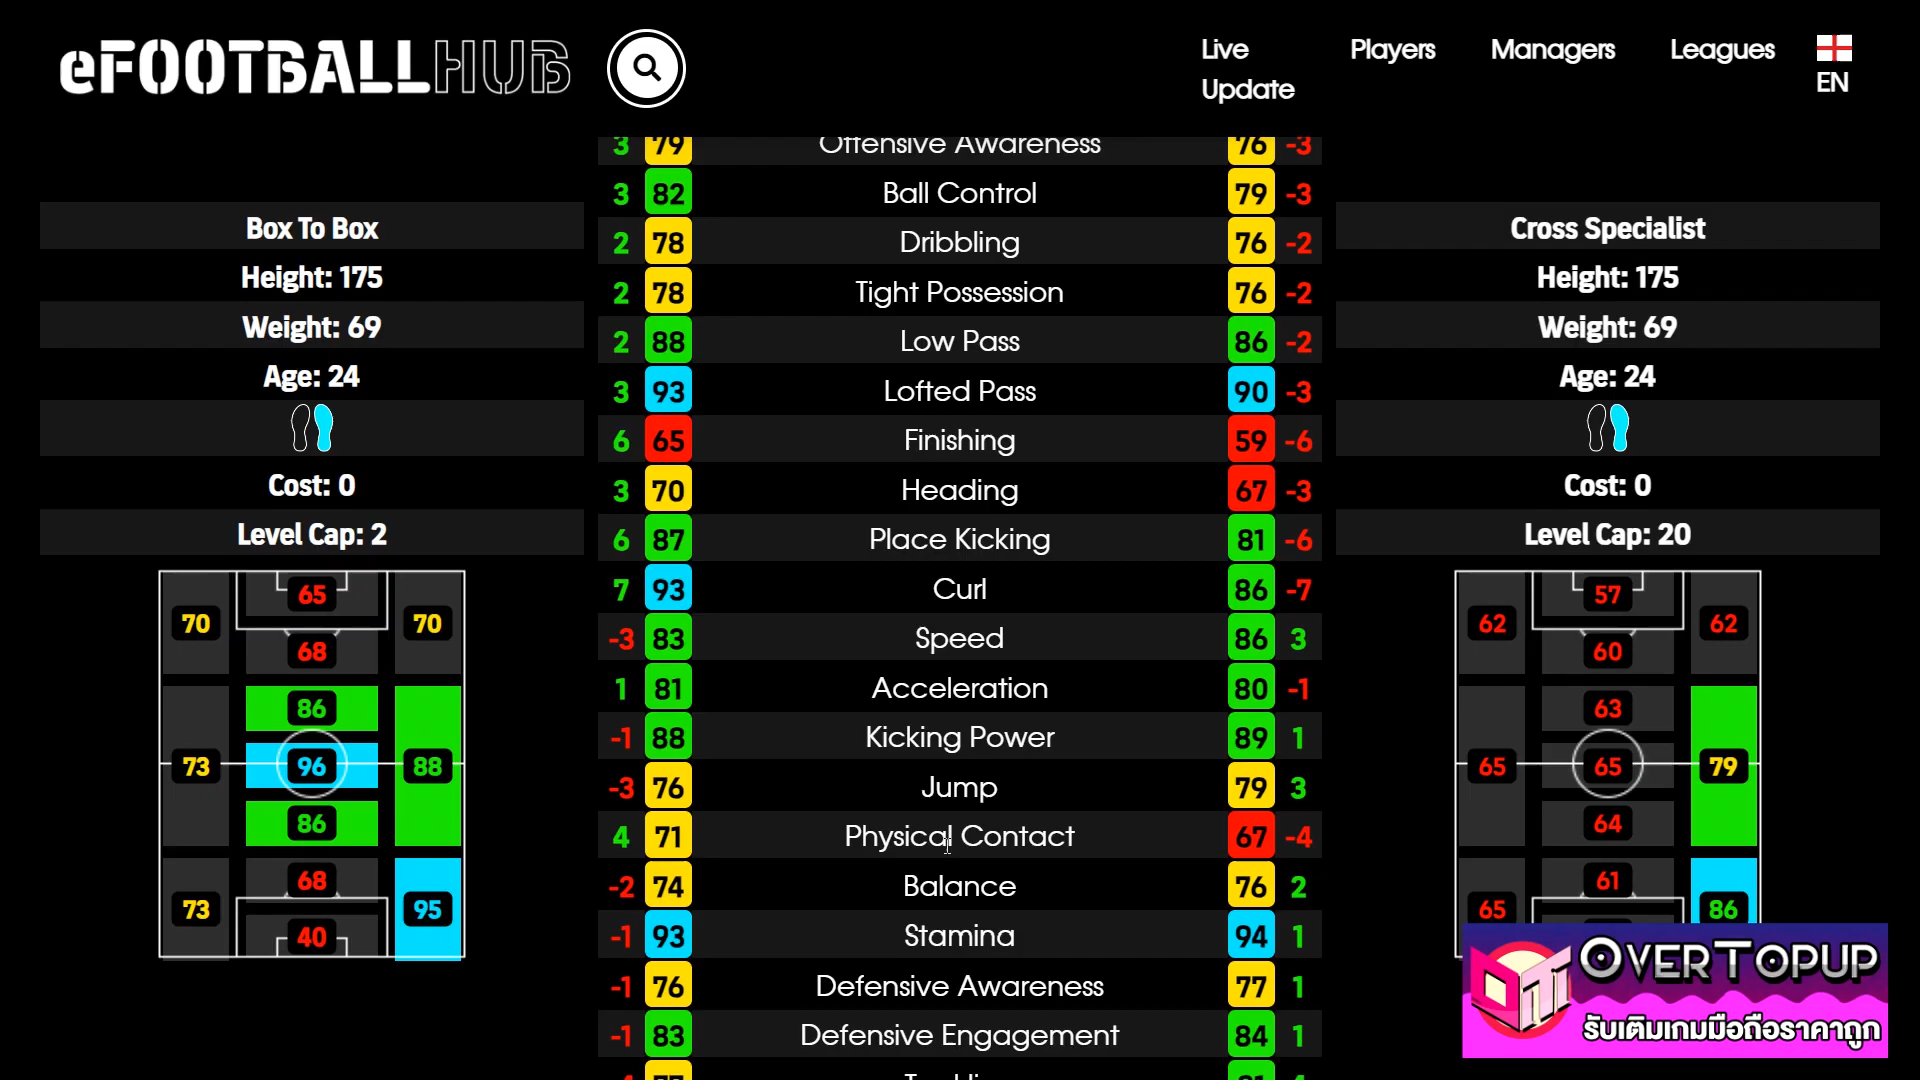 eFOOTBALLHUB
Live Update
Players
Managers
Leagues
EN
Box To Box
Height: 175
Weight: 69
Age: 24
Cost: 0
Level Cap: 2
70 65 70
68
86
73 96 88
86
68
73 95
40
3 79 Offensive Awareness 76 -3
3 82 Ball Control 79 -3
2 78 Dribbling 76 -2
2 78 Tight Possession 76 -2
2 88 Low Pass 86 -2
3 93 Lofted Pass 90 -3
6 65 Finishing 59 -6
3 70 Heading 67 -3
6 87 Place Kicking 81 -6
7 93 Curl 86 -7
-3 83 Speed 86 3
1 81 Acceleration 80 -1
-1 88 Kicking Power 89 1
-3 76 Jump 79 3
4 71 Physical Contact 67 -4
-2 74 Balance 76 2
-1 93 Stamina 94 1
-1 76 Defensive Awareness 77 1
-1 83 Defensive Engagement 84 1
Cross Specialist
Height: 175
Weight: 69
Age: 24
Cost: 0
Level Cap: 20
62 57 62
60
63
65 65 79
64
61
65 86
OTT OVERTOPUP
รับเติมเกมมือถือราคาถูก